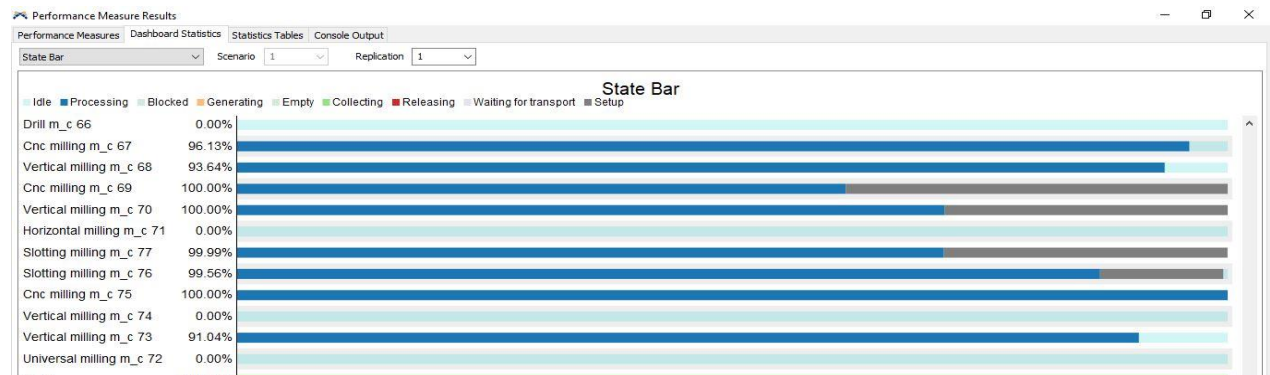 Performance Measure Results
Performance Measures Dashboard Statistics Statistics Tables Console Output
State Bar Scenario 1 Replication 1
State Bar
Idle Processing Blocked Generating Empty Collecting Releasing Waiting for transport Setup
Drill m_c 66 0.00%
Cnc milling m_c 67 96.13%
Vertical milling m_c 68 93.64%
Cnc milling m_c 69 100.00%
Vertical milling m_c 70 100.00%
Horizontal milling m_c 71 0.00%
Slotting milling m_c 77 99.99%
Slotting milling m_c 76 99.56%
Cnc milling m_c 75 100.00%
Vertical milling m_c 74 0.00%
Vertical milling m_c 73 91.04%
Universal milling m_c 72 0.00%